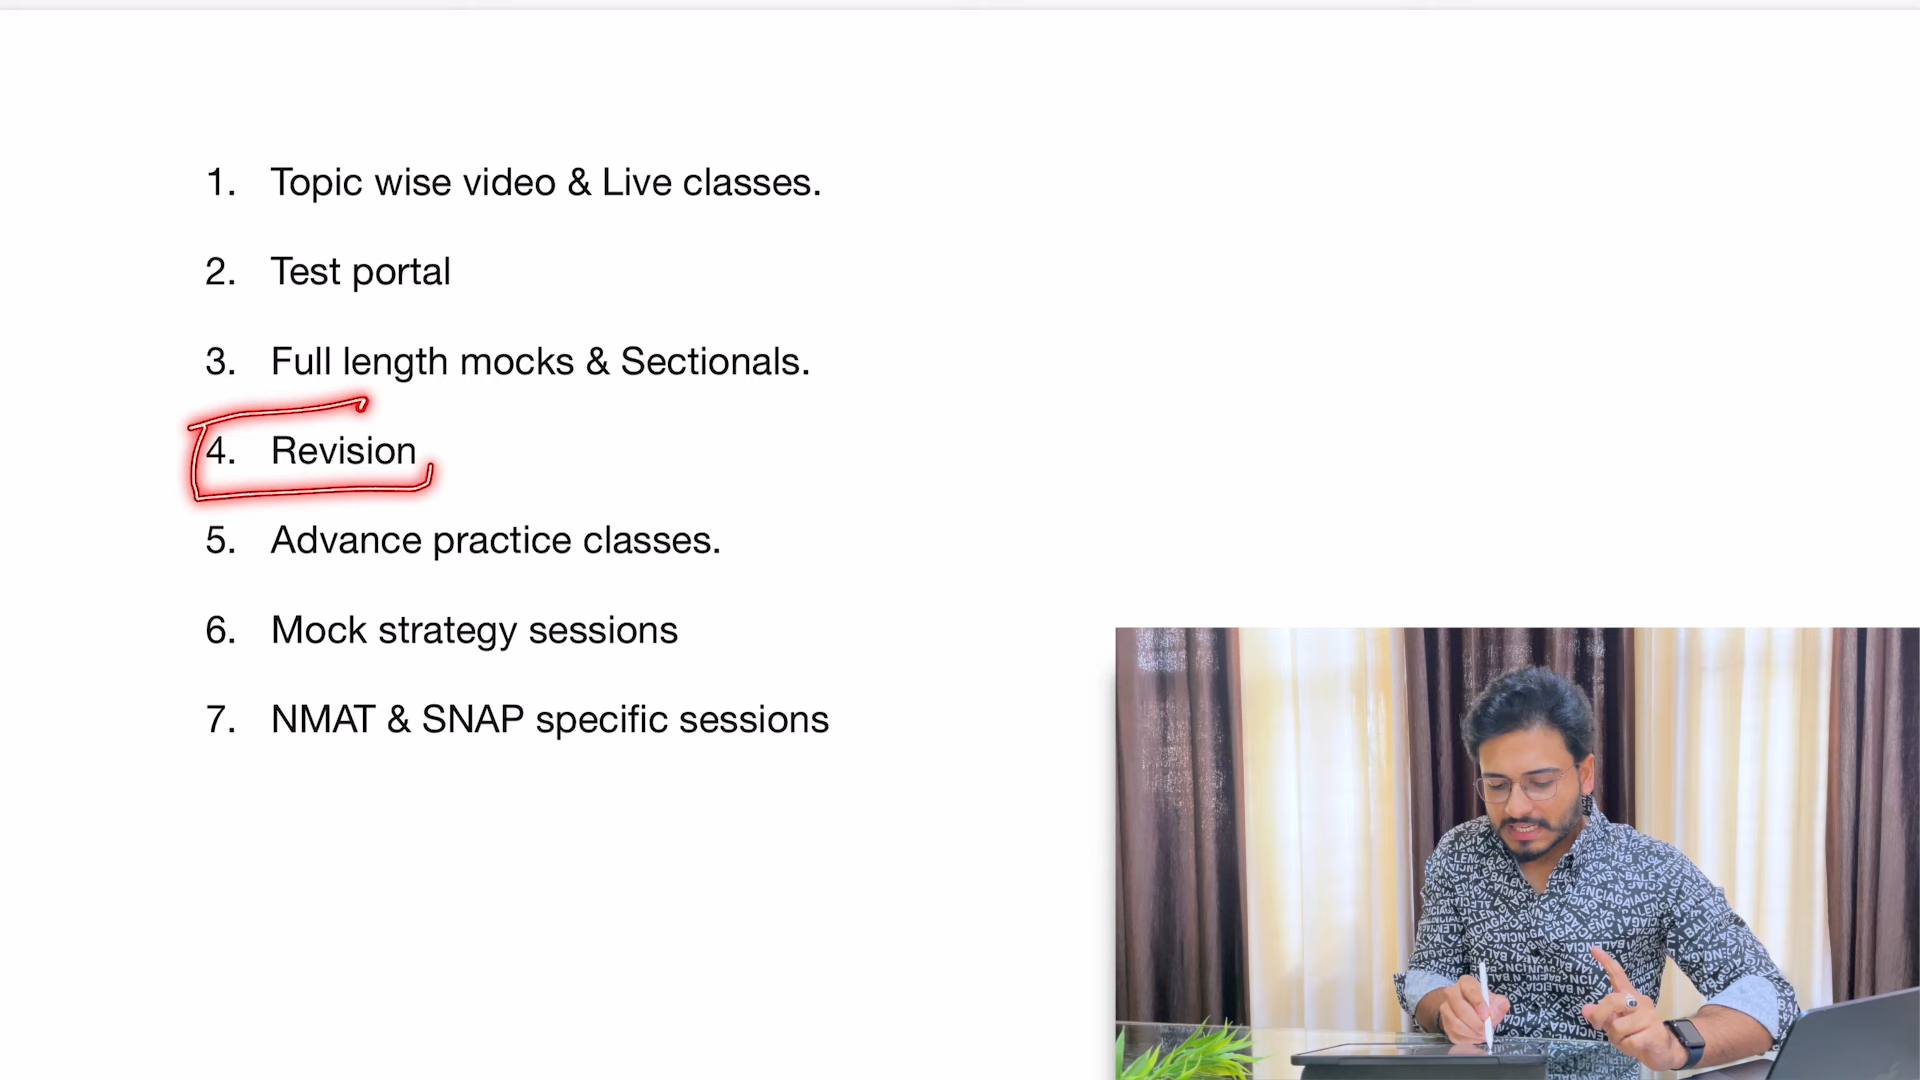 1. Topic wise video & Live classes.
2. Test portal
3. Full length mocks & Sectionals.
4. Revision
5. Advance practice classes.
6. Mock strategy sessions
7. NMAT & SNAP specific sessions